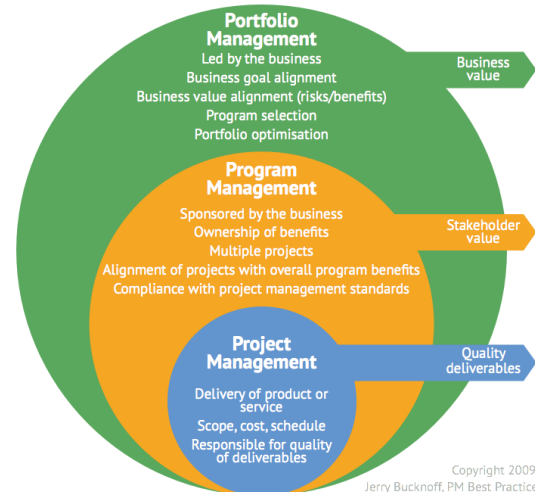 Portfolio
Management
Led by the business
Business goal alignment
Business value alignment (risks/benefits)
Program selection
Portfolio optimisation
Business
value
Program
Management
Sponsored by the business
Ownership of benefits
Multiple projects
Alignment of projects with overall program benefits
Compliance with project management standards
Stakeholder
value
Project
Management
Delivery of product or
service
Scope, cost, schedule
Responsible for quality
of deliverables
Quality
deliverables
Copyright 2009
Jerry Bucknoff, PM Best Practice